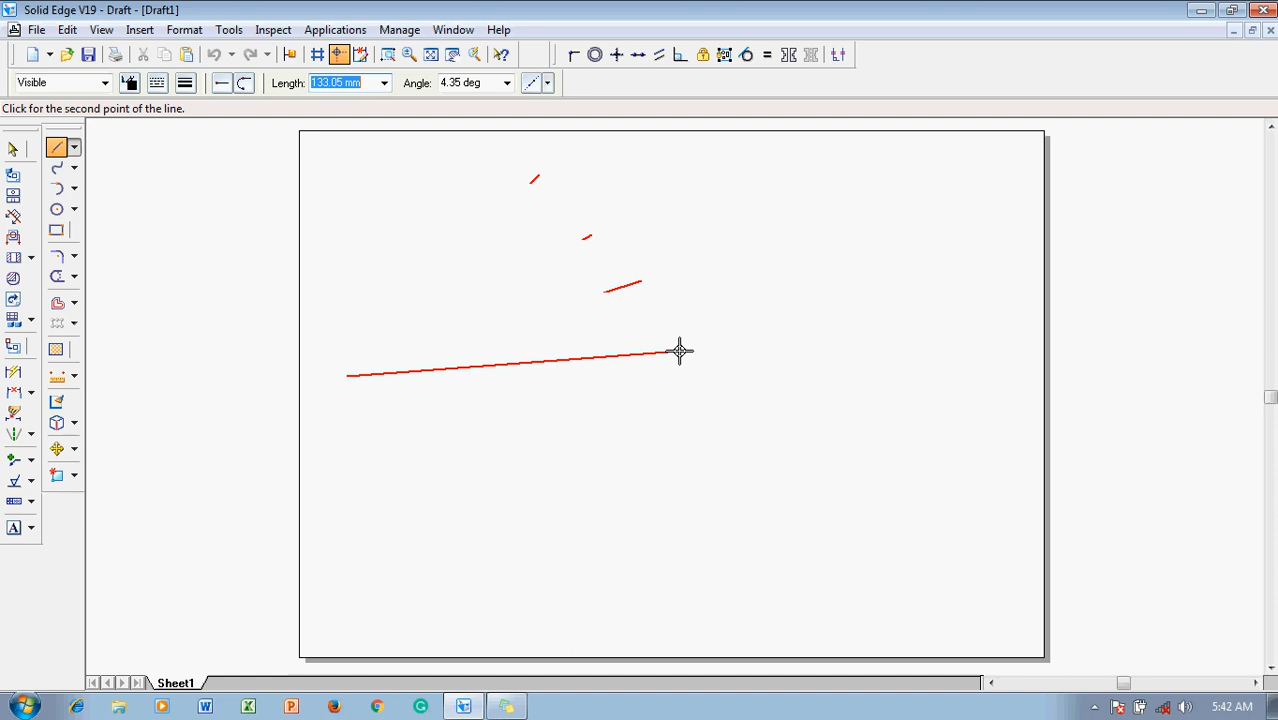 Solid Edge V19 - Draft - [Draft1]
File Edit View Insert Format Tools Inspect Applications Manage Window Help
Visible Length: 133.05 mm Angle: 4.35 deg
Click for the second point of the line.
A
Sheet1
5:42 AM